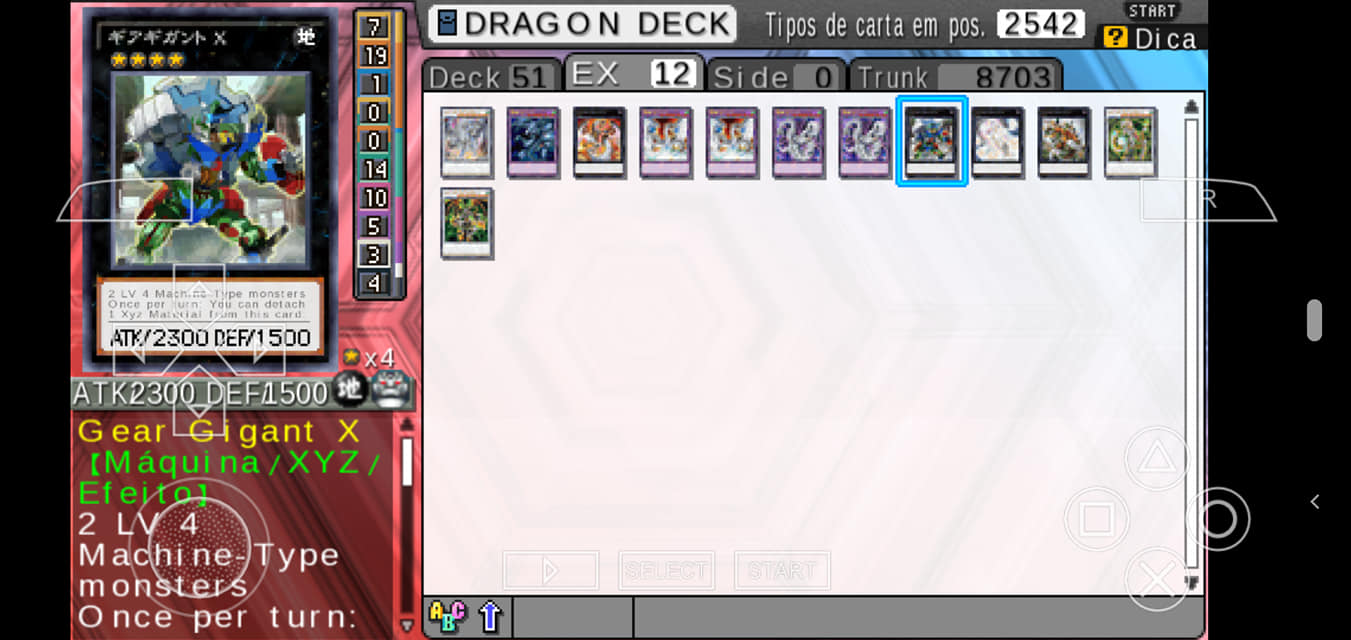 ギアギガント X
地
2 LV 4 Machine-Type monsters
Once per turn: You can detach
1 Xyz Material from this card.
ATK/2300 DEF/1500
x4
ATK2300 DEF/1500
地
Gear Gigant X
【Máquina/XYZ/
Efeito】
2 LV 4
Machine-Type
monsters
Once per turn:
7
19
1
0
0
14
10
5
3
4
DRAGON DECK
Tipos de carta em pos. 2542
START
? Dica
Deck 51
EX 12
Side 0
Trunk 8703
L
R
SELECT
START
ABC